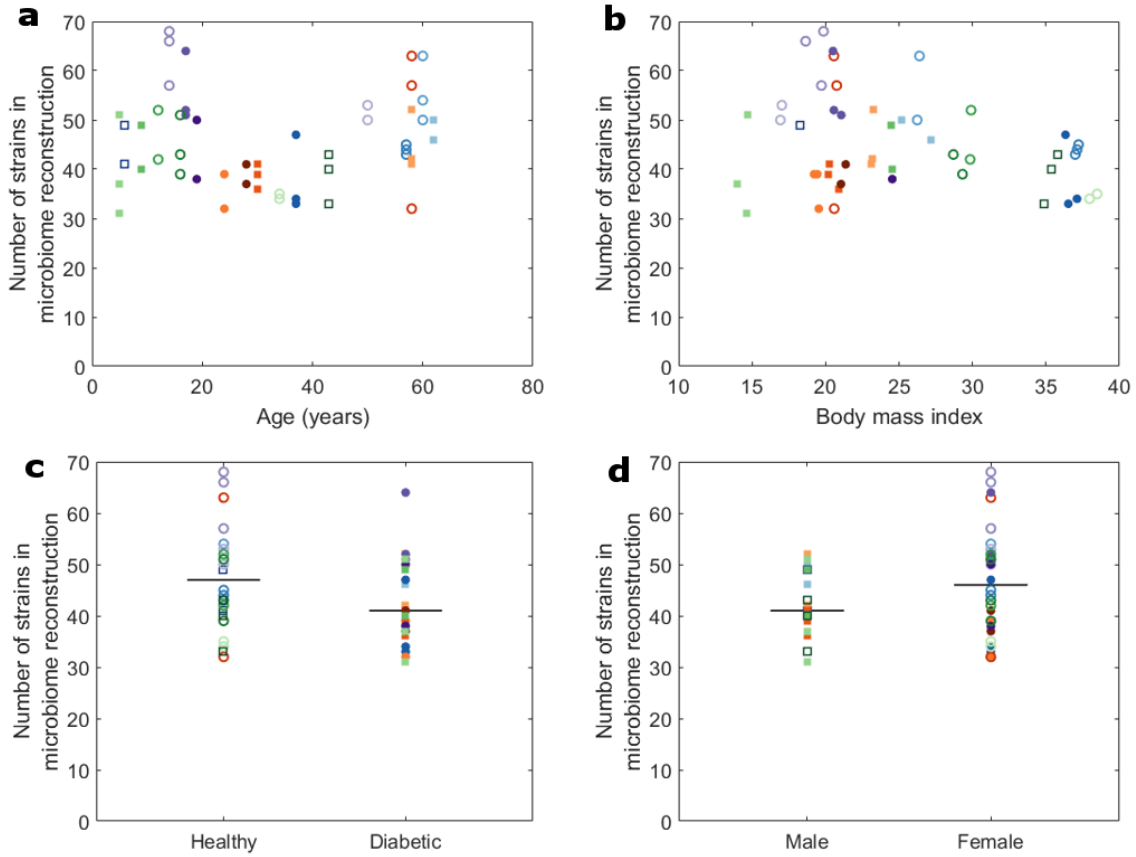 a
Number of strains in
microbiome reconstruction
70
60
50
40
30
20
10
0
0 20 40 60 80
Age (years)
b
Number of strains in
microbiome reconstruction
70
60
50
40
30
20
10
0
10 15 20 25 30 35 40
Body mass index
c
Number of strains in
microbiome reconstruction
70
60
50
40
30
20
10
0
Healthy Diabetic
d
Number of strains in
microbiome reconstruction
70
60
50
40
30
20
10
0
Male Female